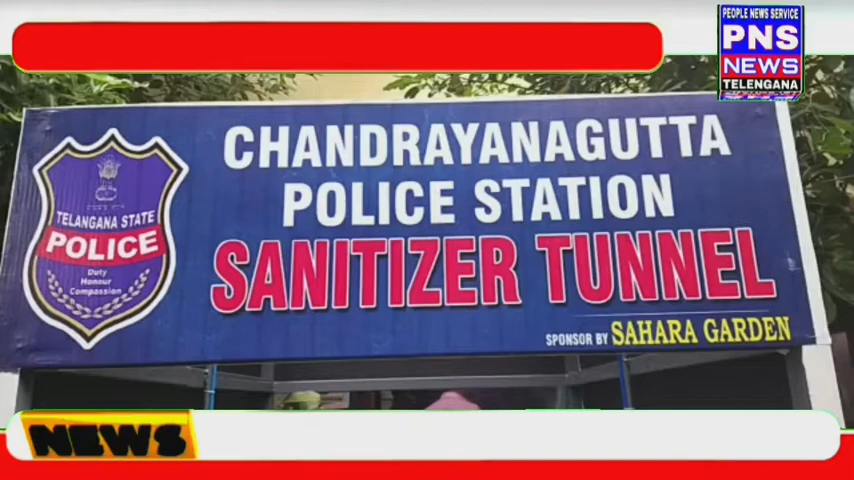 PEOPLE NEWS SERVICE
PNS
NEWS
TELENGANA
CHANDRAYANAGUTTA
POLICE STATION
SANITIZER TUNNEL
SPONSOR BY SAHARA GARDEN
TELANGANA STATE
POLICE
Duty
Honour
Compassion
NEWS